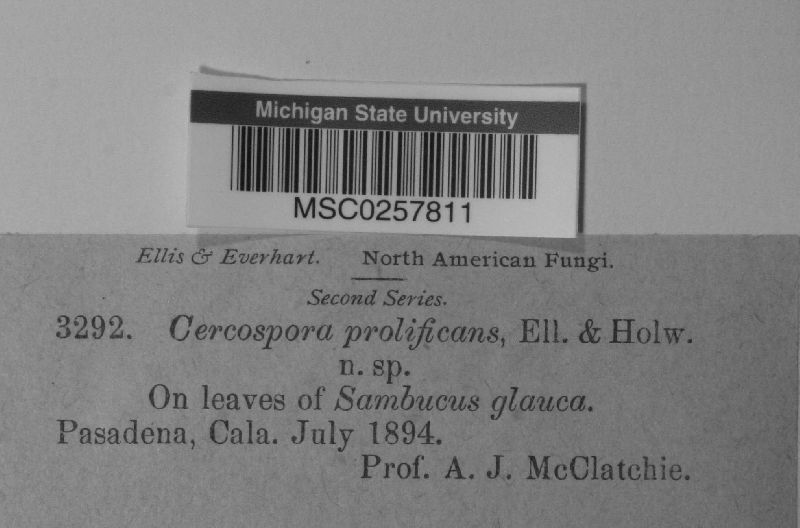 Michigan State University
MSC0257811
Ellis & Everhart. North American Fungi.
Second Series.
3292. Cercospora prolificans, Ell. & Holw.
n. sp.
On leaves of Sambucus glauca.
Pasadena, Cala. July 1894.
Prof. A. J. McClatchie.